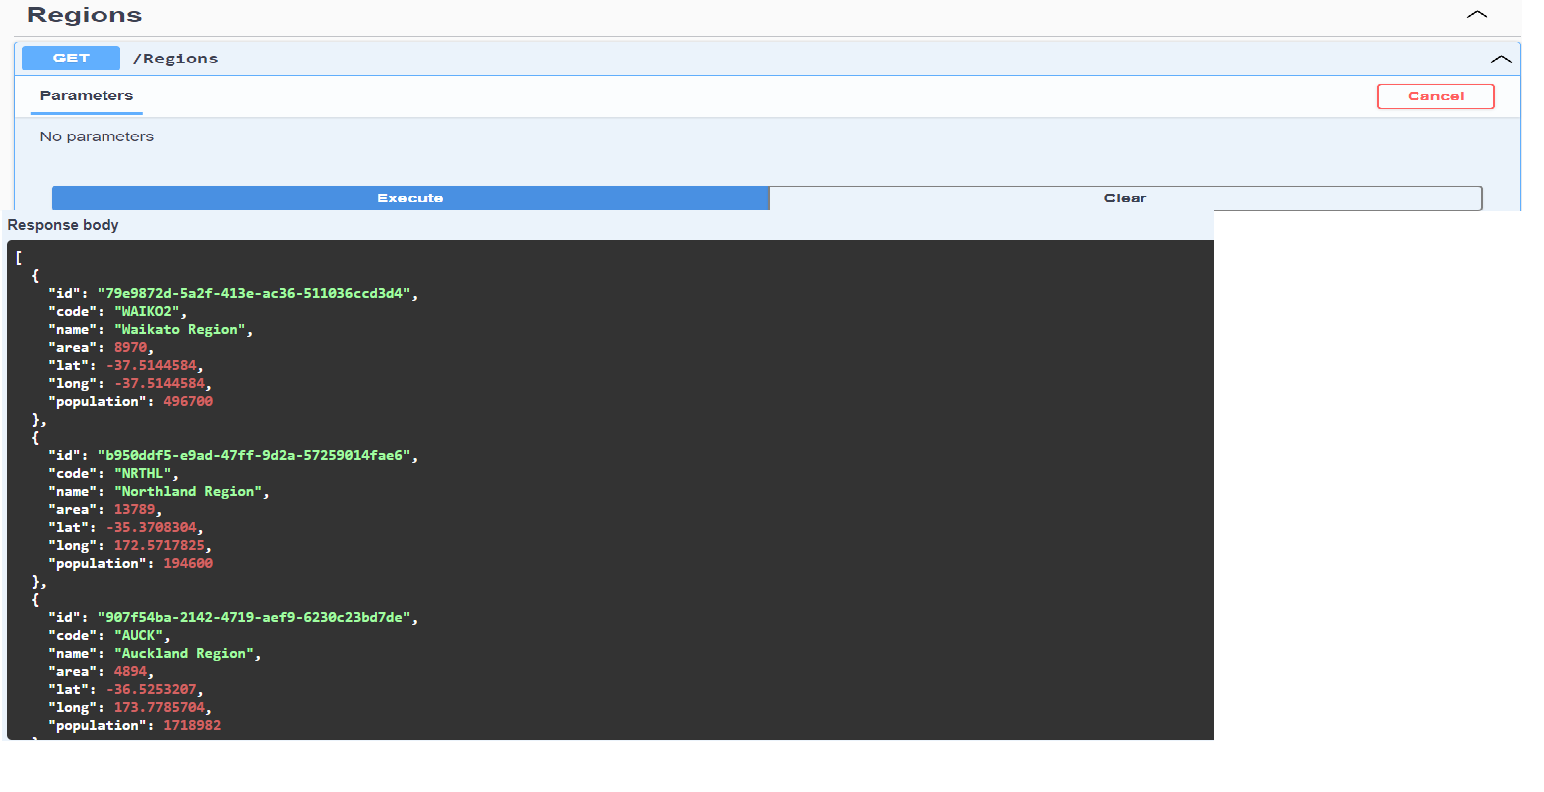 Regions
GET /Regions
Parameters
Cancel
No parameters
Execute
Clear
Response body
[
{
"id": "79e9872d-5a2f-413e-ac36-511036ccd3d4",
"code": "WAIKO2",
"name": "Waikato Region",
"area": 8970,
"lat": -37.5144584,
"long": -37.5144584,
"population": 496700
},
{
"id": "b950ddf5-e9ad-47ff-9d2a-57259014fae6",
"code": "NRTHL",
"name": "Northland Region",
"area": 13789,
"lat": -35.3708304,
"long": 172.5717825,
"population": 194600
},
{
"id": "907f54ba-2142-4719-aef9-6230c23bd7de",
"code": "AUCK",
"name": "Auckland Region",
"area": 4894,
"lat": -36.5253207,
"long": 173.7785704,
"population": 1718982